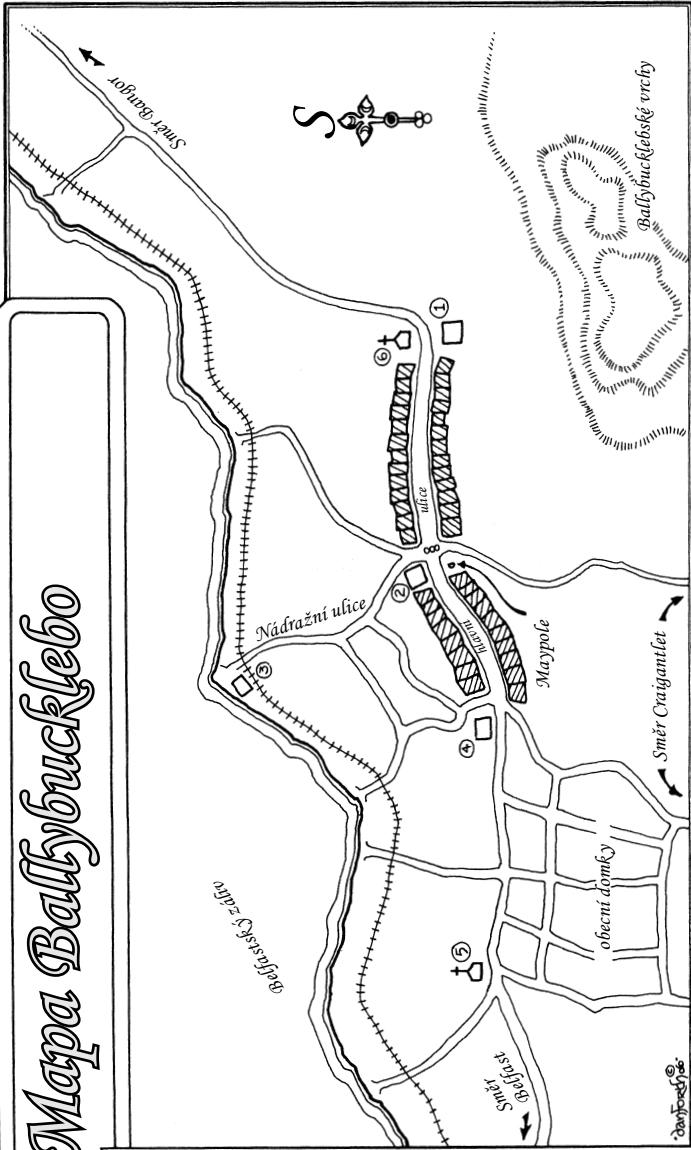 Mapa Ballybucklebo
Směr Bangor
S
Ballybucklebské vrchy
1
6
ulice
2
Nádražní ulice
3
hlavní
Maypole
4
Směr Craigantlet
Belfastský záliv
obecní domky
5
Směr
Belfast